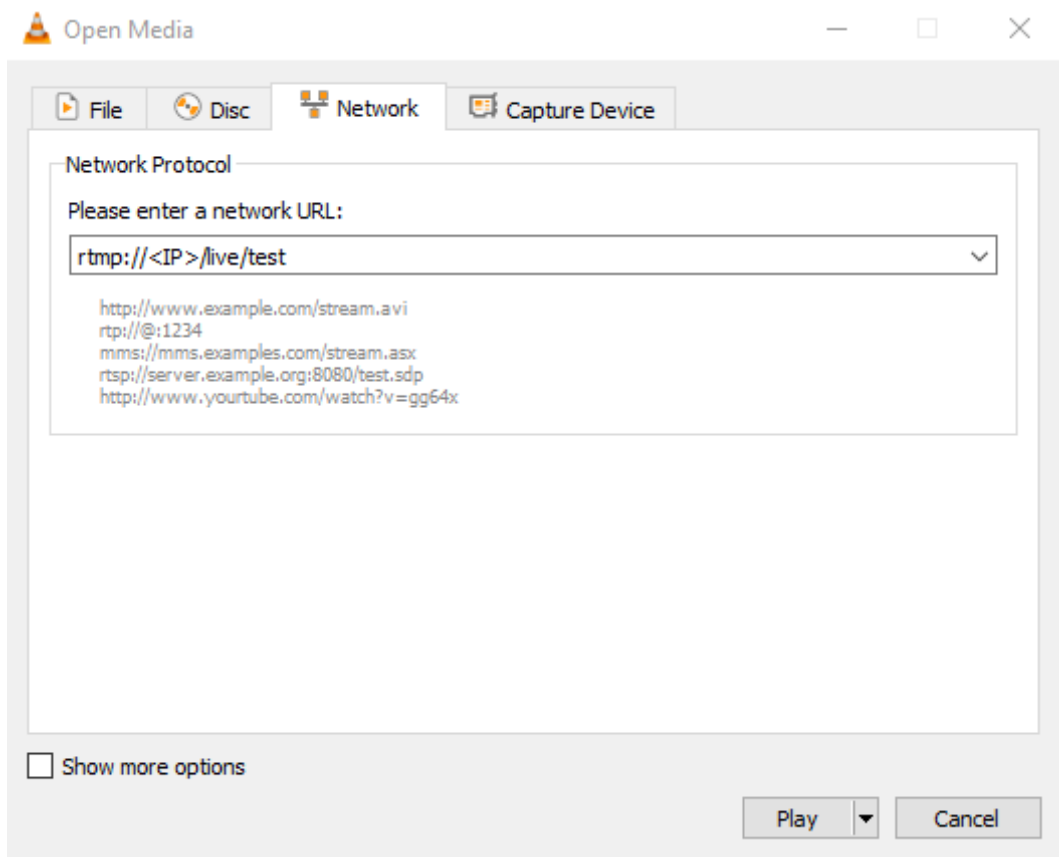 Open Media
File Disc Network Capture Device
Network Protocol
Please enter a network URL:
rtmp://<IP>/live/test
http://www.example.com/stream.avi
rtp://@:1234
mms://mms.examples.com/stream.asx
rtsp://server.example.org:8080/test.sdp
http://www.yourtube.com/watch?v=gg64x
Show more options
Play Cancel